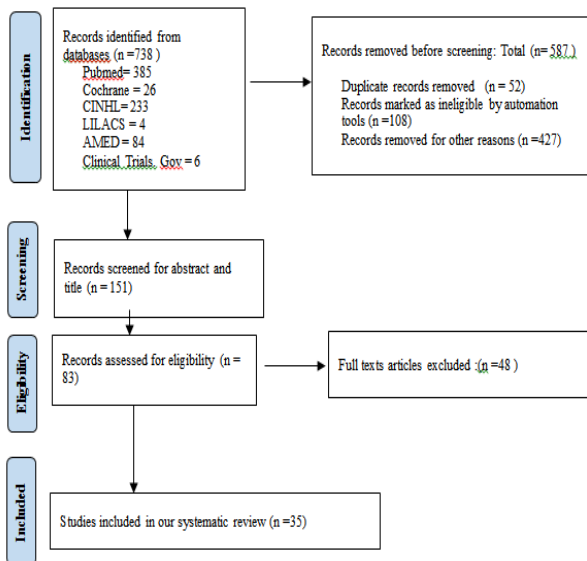 Identification
Records identified from
databases (n =738 )
Pubmed= 385
Cochrane = 26
CINHL= 233
LILACS = 4
AMED = 84
Clinical Trials. Gov = 6
Records removed before screening: Total (n= 587 )
Duplicate records removed (n = 52)
Records marked as ineligible by automation
tools (n =108)
Records removed for other reasons (n =427)
Screening
Records screened for abstract and
title (n = 151)
Eligibility
Records assessed for eligibility (n =
83)
Full texts articles excluded :(n =48 )
Included
Studies included in our systematic review (n =35)